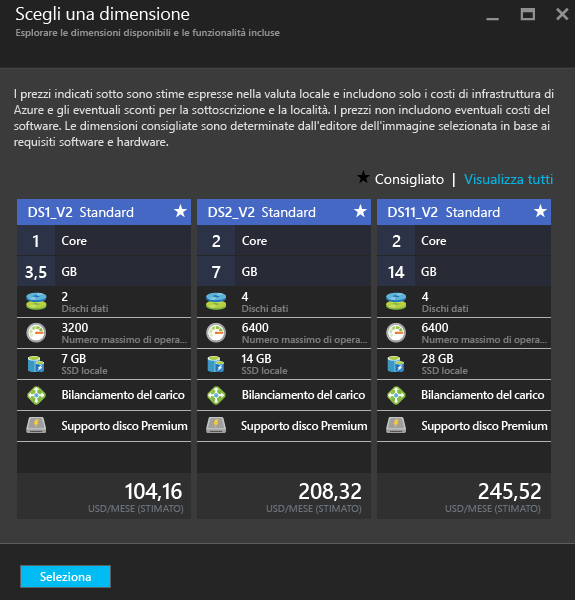 Scegli una dimensione
Esplorare le dimensioni disponibili e le funzionalità incluse
I prezzi indicati sotto sono stime espresse nella valuta locale e includono solo i costi di infrastruttura di
Azure e gli eventuali sconti per la sottoscrizione e la località. I prezzi non includono eventuali costi del
software. Le dimensioni consigliate sono determinate dall'editore dell'immagine selezionata in base ai
requisiti software e hardware.
★ Consigliato | Visualizza tutti
DS1_V2 Standard ★
1 Core
3,5 GB
2
Dischi dati
3200
Numero massimo di opera...
7 GB
SSD locale
Bilanciamento del carico
Supporto disco Premium
104,16
USD/MESE (STIMATO)
DS2_V2 Standard ★
2 Core
7 GB
4
Dischi dati
6400
Numero massimo di opera...
14 GB
SSD locale
Bilanciamento del carico
Supporto disco Premium
208,32
USD/MESE (STIMATO)
DS11_V2 Standard ★
2 Core
14 GB
4
Dischi dati
6400
Numero massimo di opera...
28 GB
SSD locale
Bilanciamento del carico
Supporto disco Premium
245,52
USD/MESE (STIMATO)
Seleziona